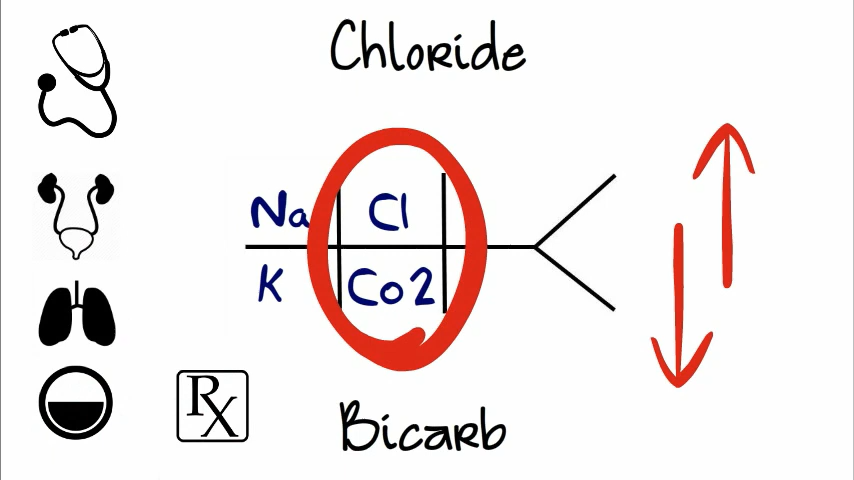 Chloride
Na Cl
K Co2
Rx
Bicarb